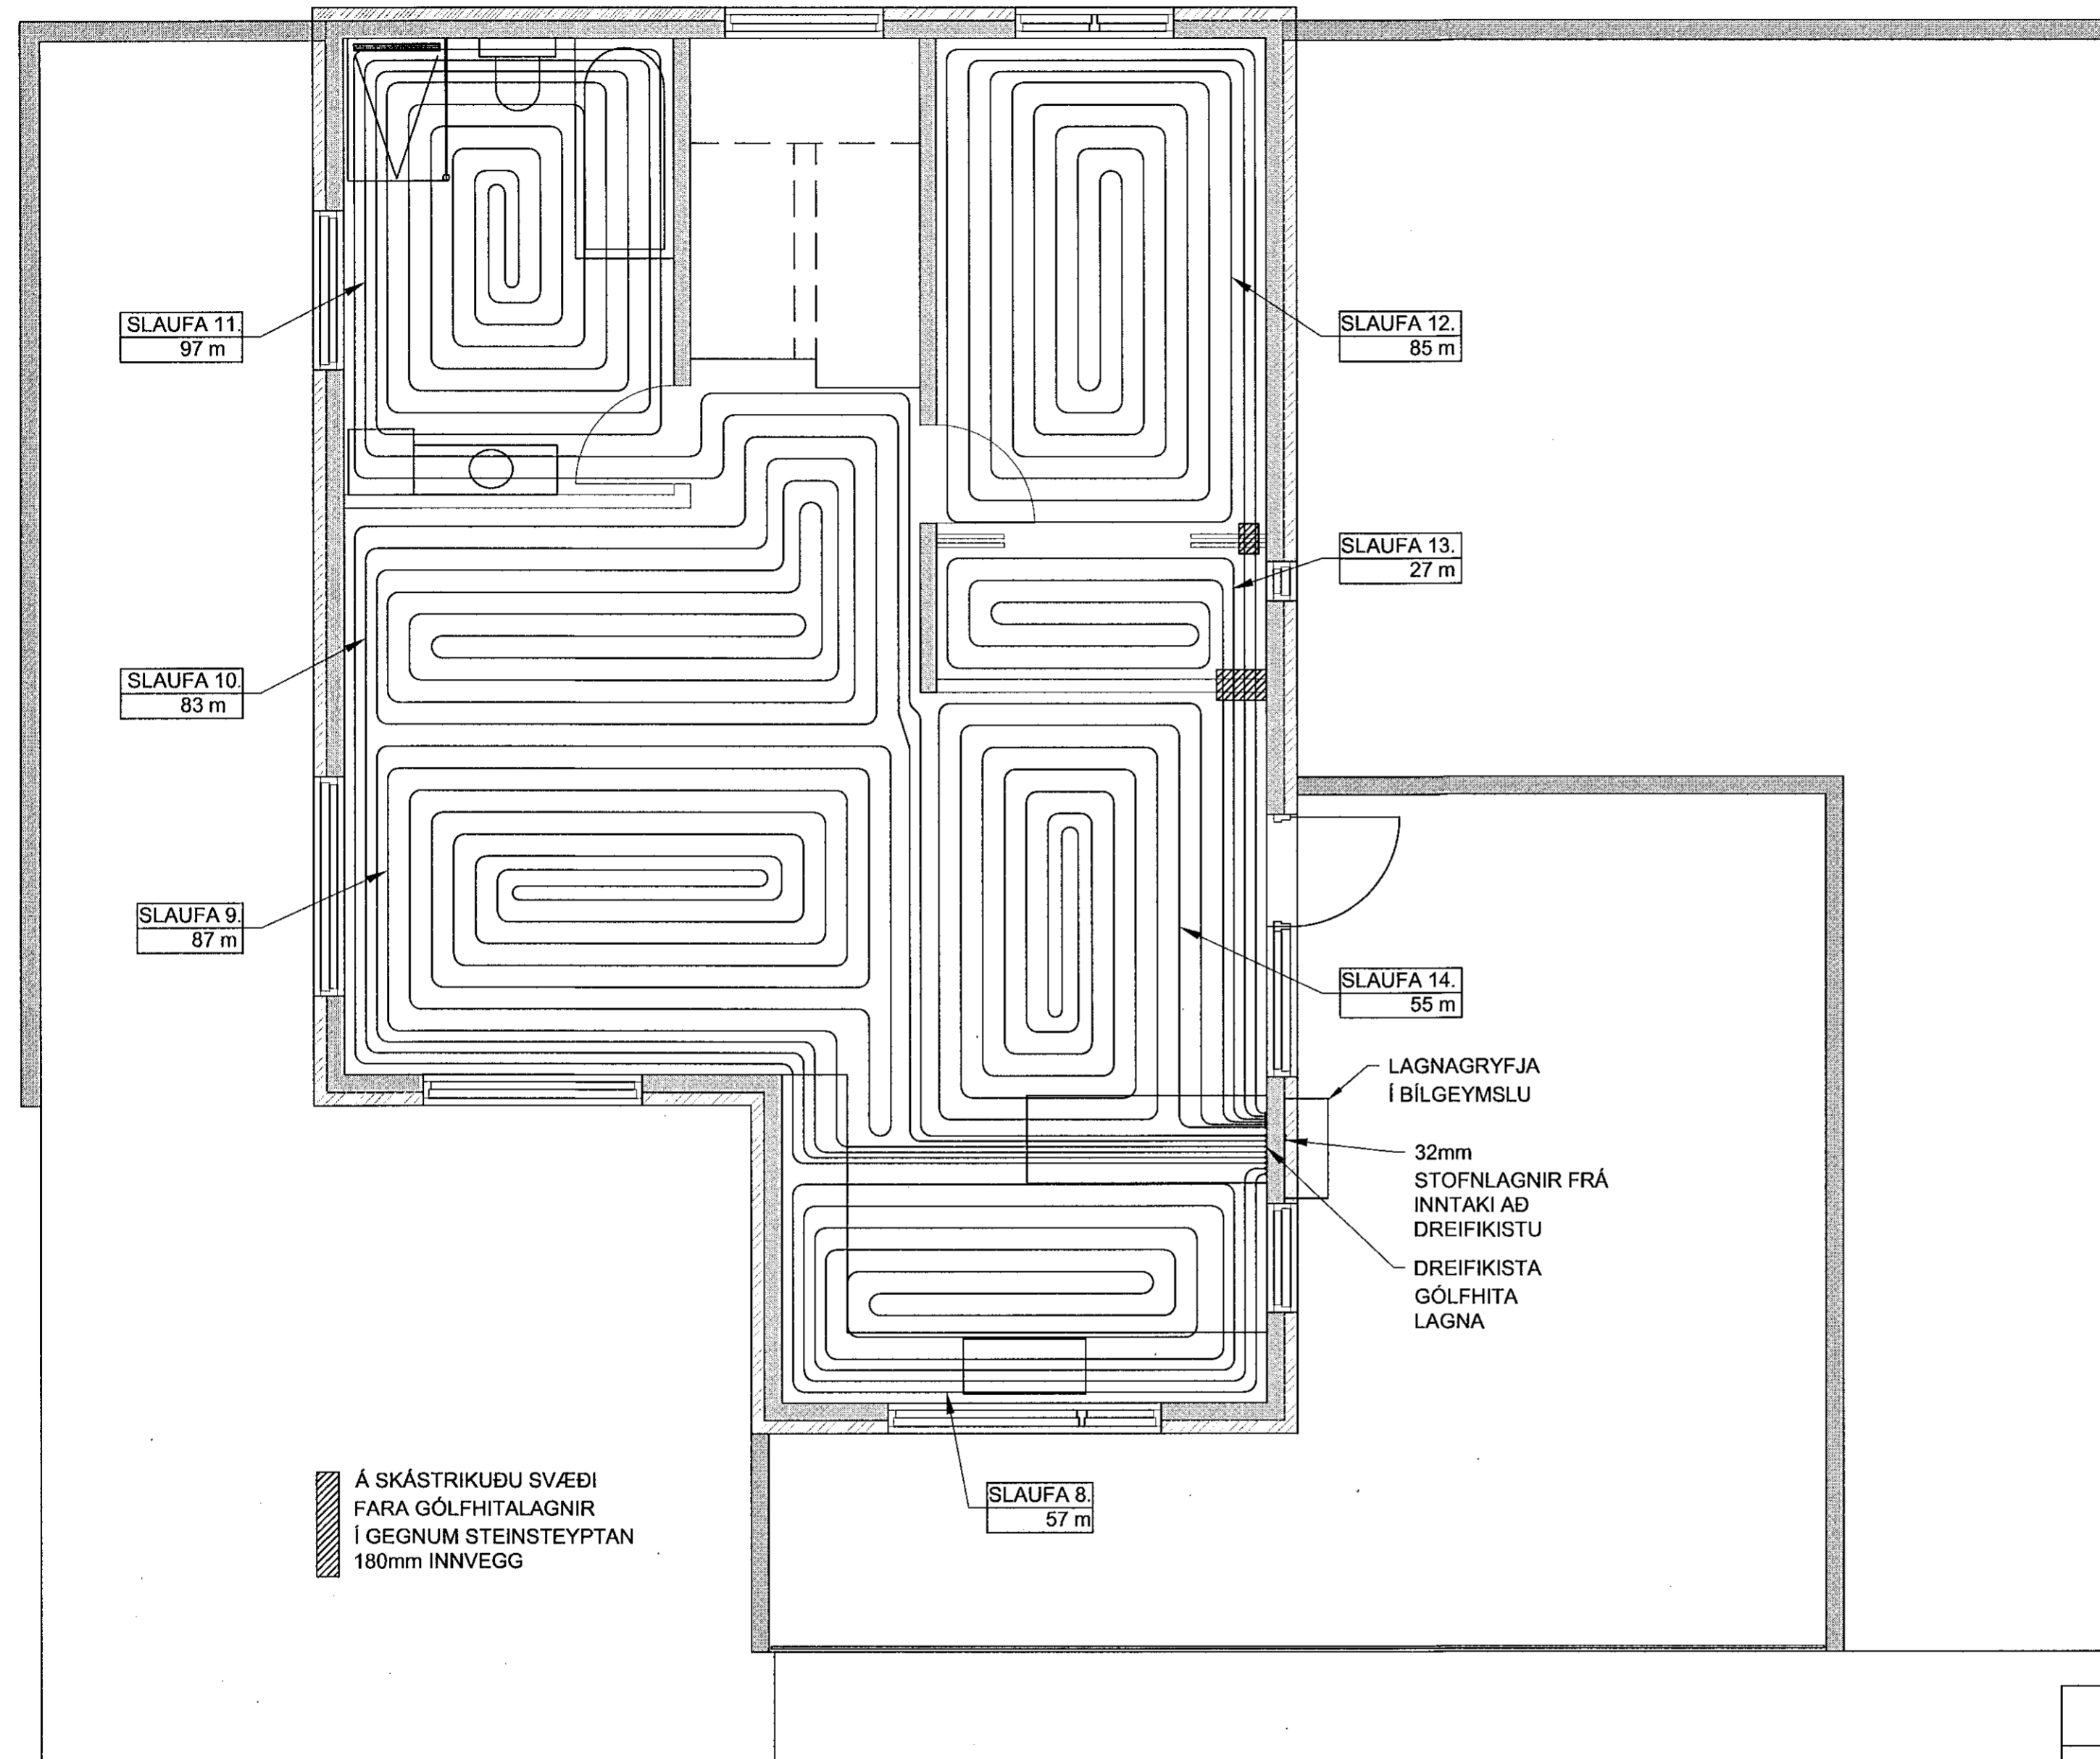 SLAUFA 11.
97 m
SLAUFA 12.
85 m
SLAUFA 13.
27 m
SLAUFA 10.
83 m
SLAUFA 9.
87 m
SLAUFA 14.
55 m
LAGNAGRYFJA
Í BÍLGEYMSLU
32mm
STOFNLAGNIR FRÁ
INNTAKI AÐ
DREIFIKISTU
DREIFIKISTA
GÓLFHITA
LAGNA
SLAUFA 8.
57 m
Á SKÁSTRIKUÐU SVÆÐI
FARA GÓLFHITALAGNIR
Í GEGNUM STEINSTEYPTAN
180mm INNVEGG